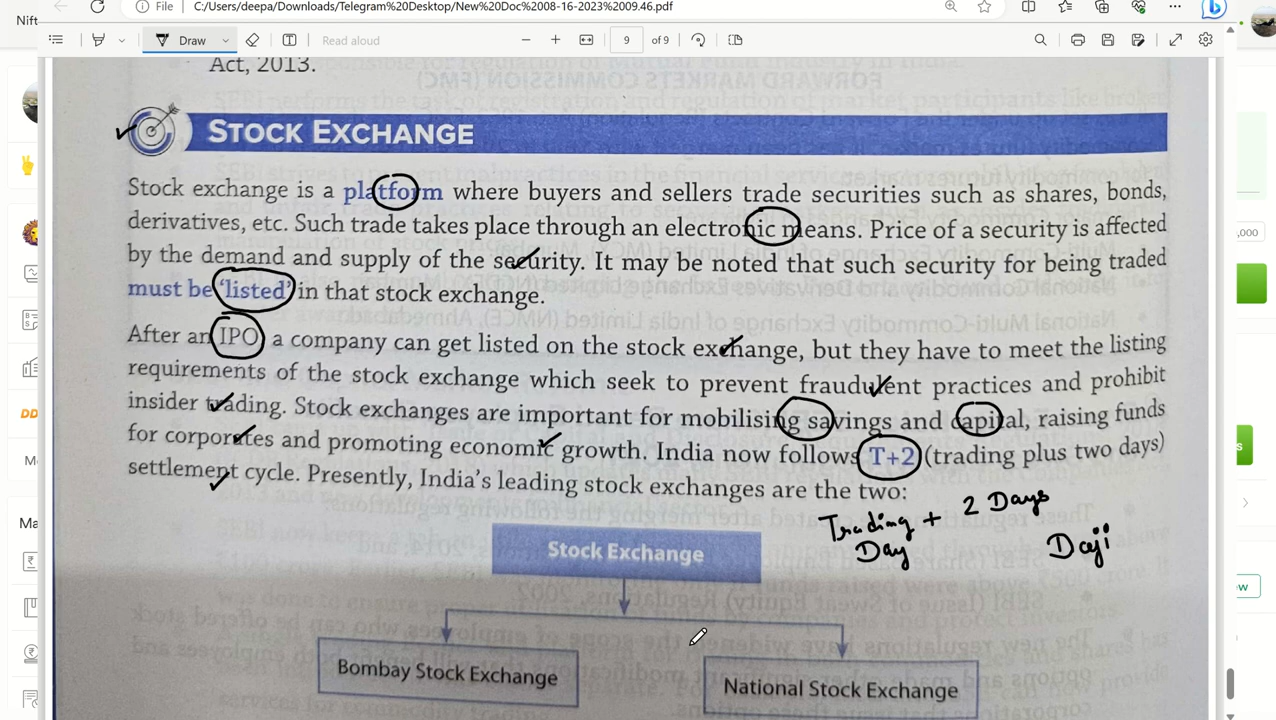 Nift
File
C:/Users/deepa/Downloads/Telegram%20Desktop/New%20Doc%2008-16-2023%2009.46.pdf
Draw
Read aloud
9 of 9
Act, 2013.
STOCK EXCHANGE
Stock exchange is a platform where buyers and sellers trade securities such as shares, bonds,
derivatives, etc. Such trade takes place through an electronic means. Price of a security is affected
by the demand and supply of the security. It may be noted that such security for being traded
must be ‘listed’ in that stock exchange.
After an IPO a company can get listed on the stock exchange, but they have to meet the listing
requirements of the stock exchange which seek to prevent fraudulent practices and prohibit
insider trading. Stock exchanges are important for mobilising savings and capital, raising funds
for corporates and promoting economic growth. India now follows T+2 (trading plus two days)
settlement cycle. Presently, India's leading stock exchanges are the two:
Trading + 2 Days
Day
Daji
Stock Exchange
Bombay Stock Exchange
National Stock Exchange
,000
DD
Mo
Ma
ow